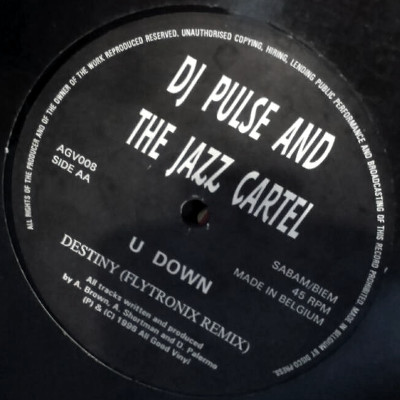 ALL RIGHTS OF THE PRODUCER AND OF THE OWNER OF THE WORK REPRODUCED RESERVED. UNAUTHORISED COPYING, HIRING, LENDING PUBLIC PERFORMANCE AND BROADCASTING OF THIS RECORD PROHIBITED. MADE IN BELGIUM BY DISCO-PRESS.
DJ PULSE AND
THE JAZZ CARTEL
AGV008
SIDE AA
SABAM/BIEM
45 RPM
MADE IN BELGIUM
U DOWN
DESTINY (FLYTRONIX REMIX)
All tracks written and produced
by A. Brown, A. Shortman and D. Palermo
(P) & (C) 1996 All Good Vinyl